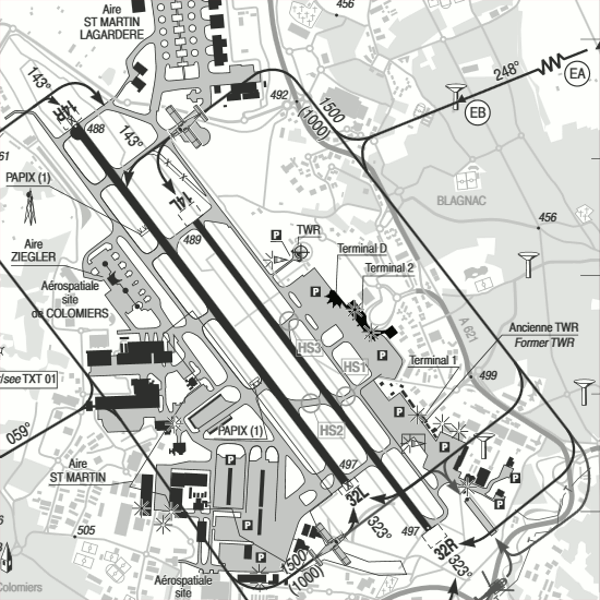 Aire
ST MARTIN
LAGARDERE
456
248°
EA
EB
143°
14R
488
143°
492
1500
(1000)
61
PAPIX (1)
14L
BLAGNAC
456
489
P
TWR
Terminal D
Terminal 2
Aire
ZIEGLER
Aérospatiale
site
de COLOMIERS
P
A 621
Ancienne TWR
Former TWR
HS3
HS1
P
Terminal 1
/see TXT 01
499
059°
P
PAPIX (1)
HS2
P
P
P
497
Aire
ST MARTIN
32L
P
P
P
505
323°
497
32R
323°
P
1500
(1000)
P
Colomiers
Aérospatiale
site